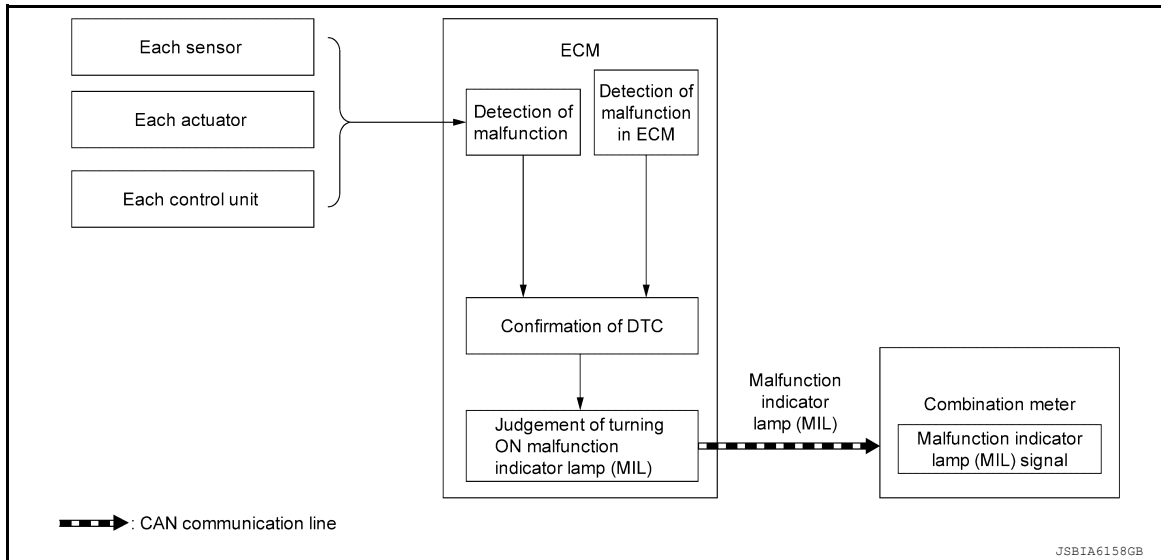 Each sensor
Each actuator
Each control unit
ECM
Detection of
malfunction
Detection of
malfunction
in ECM
Confirmation of DTC
Judgement of turning
ON malfunction
indicator lamp (MIL)
Malfunction
indicator
lamp (MIL)
Combination meter
Malfunction indicator
lamp (MIL) signal
: CAN communication line
JSBIA6158GB